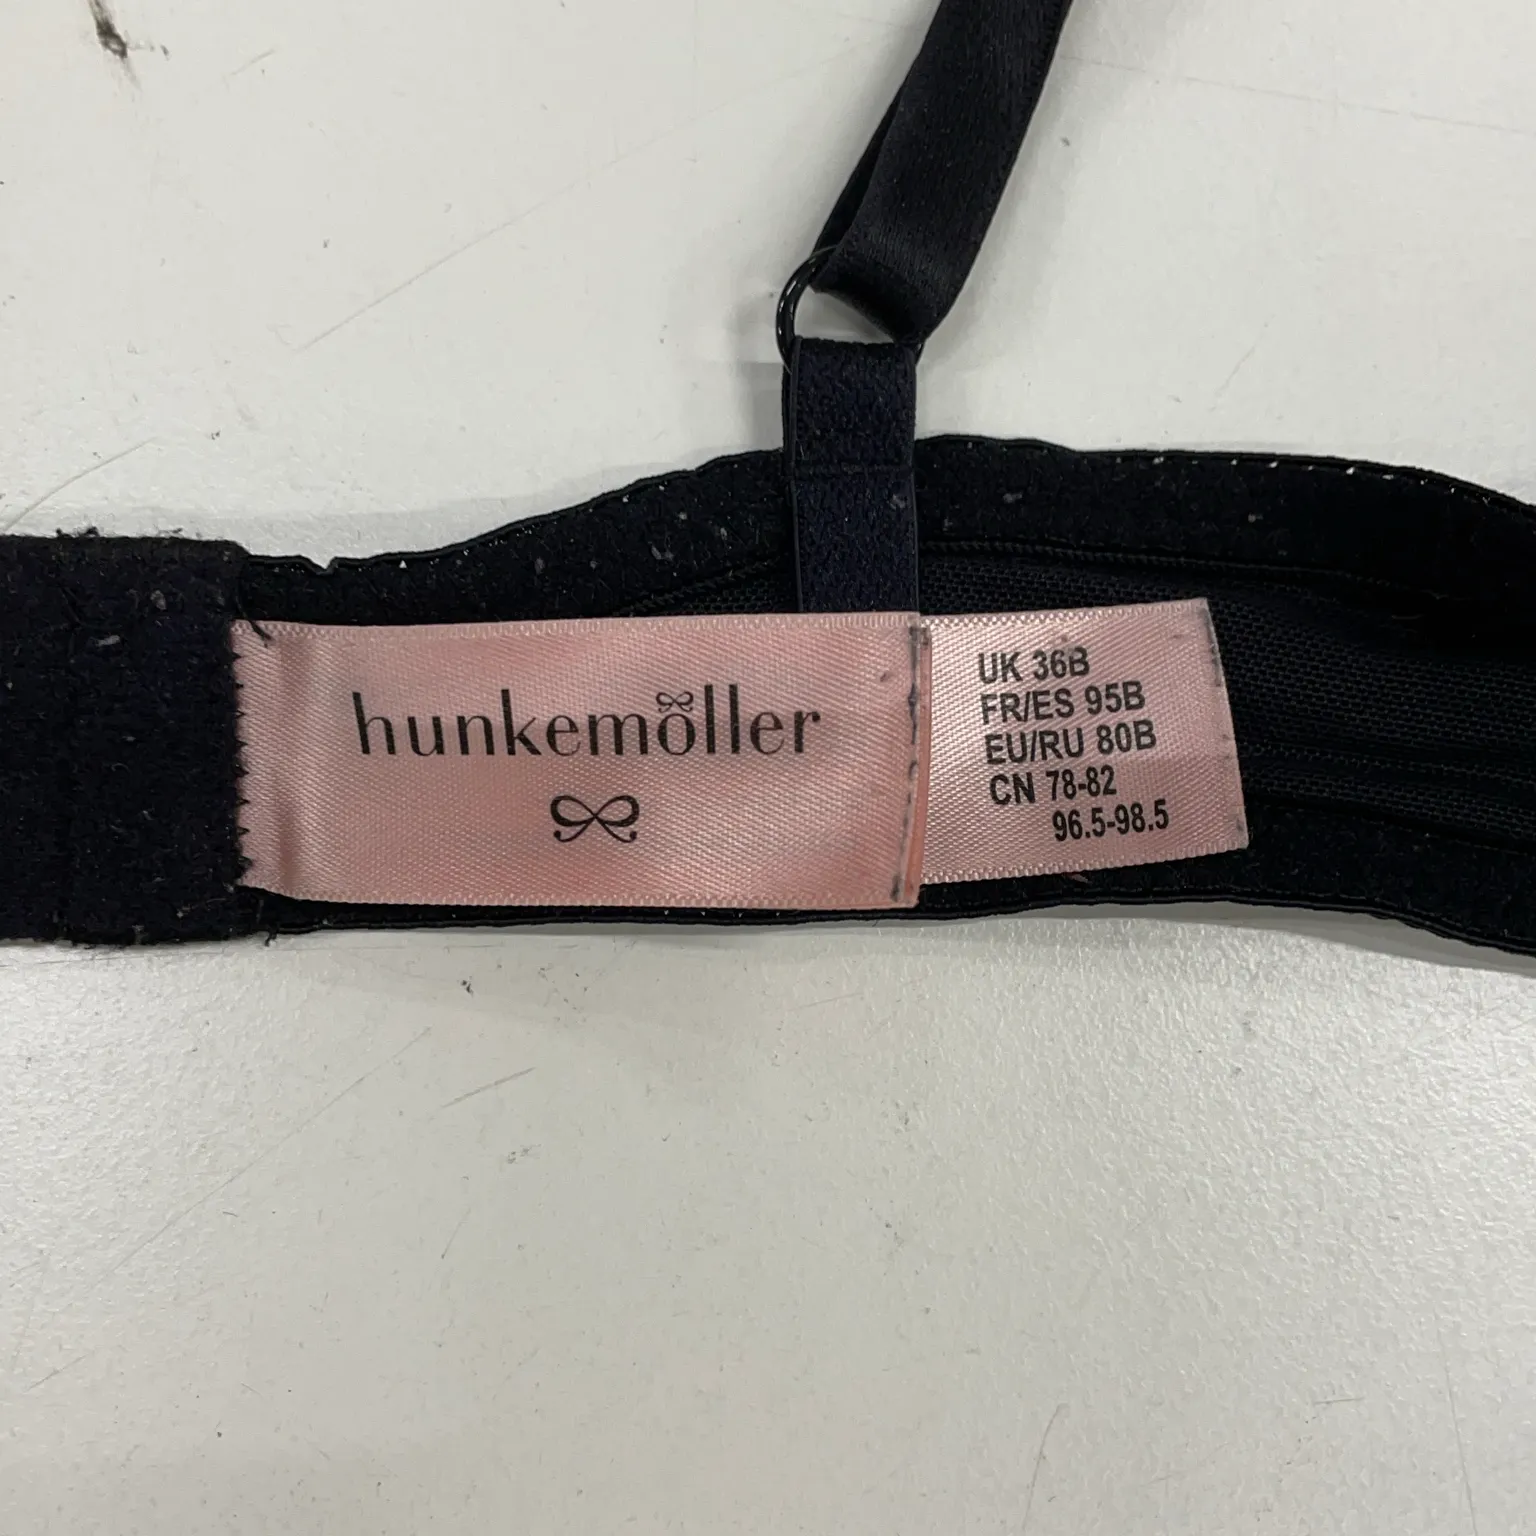 hunkemöller
UK 36B
FR/ES 95B
EU/RU 80B
CN 78-82
96.5-98.5